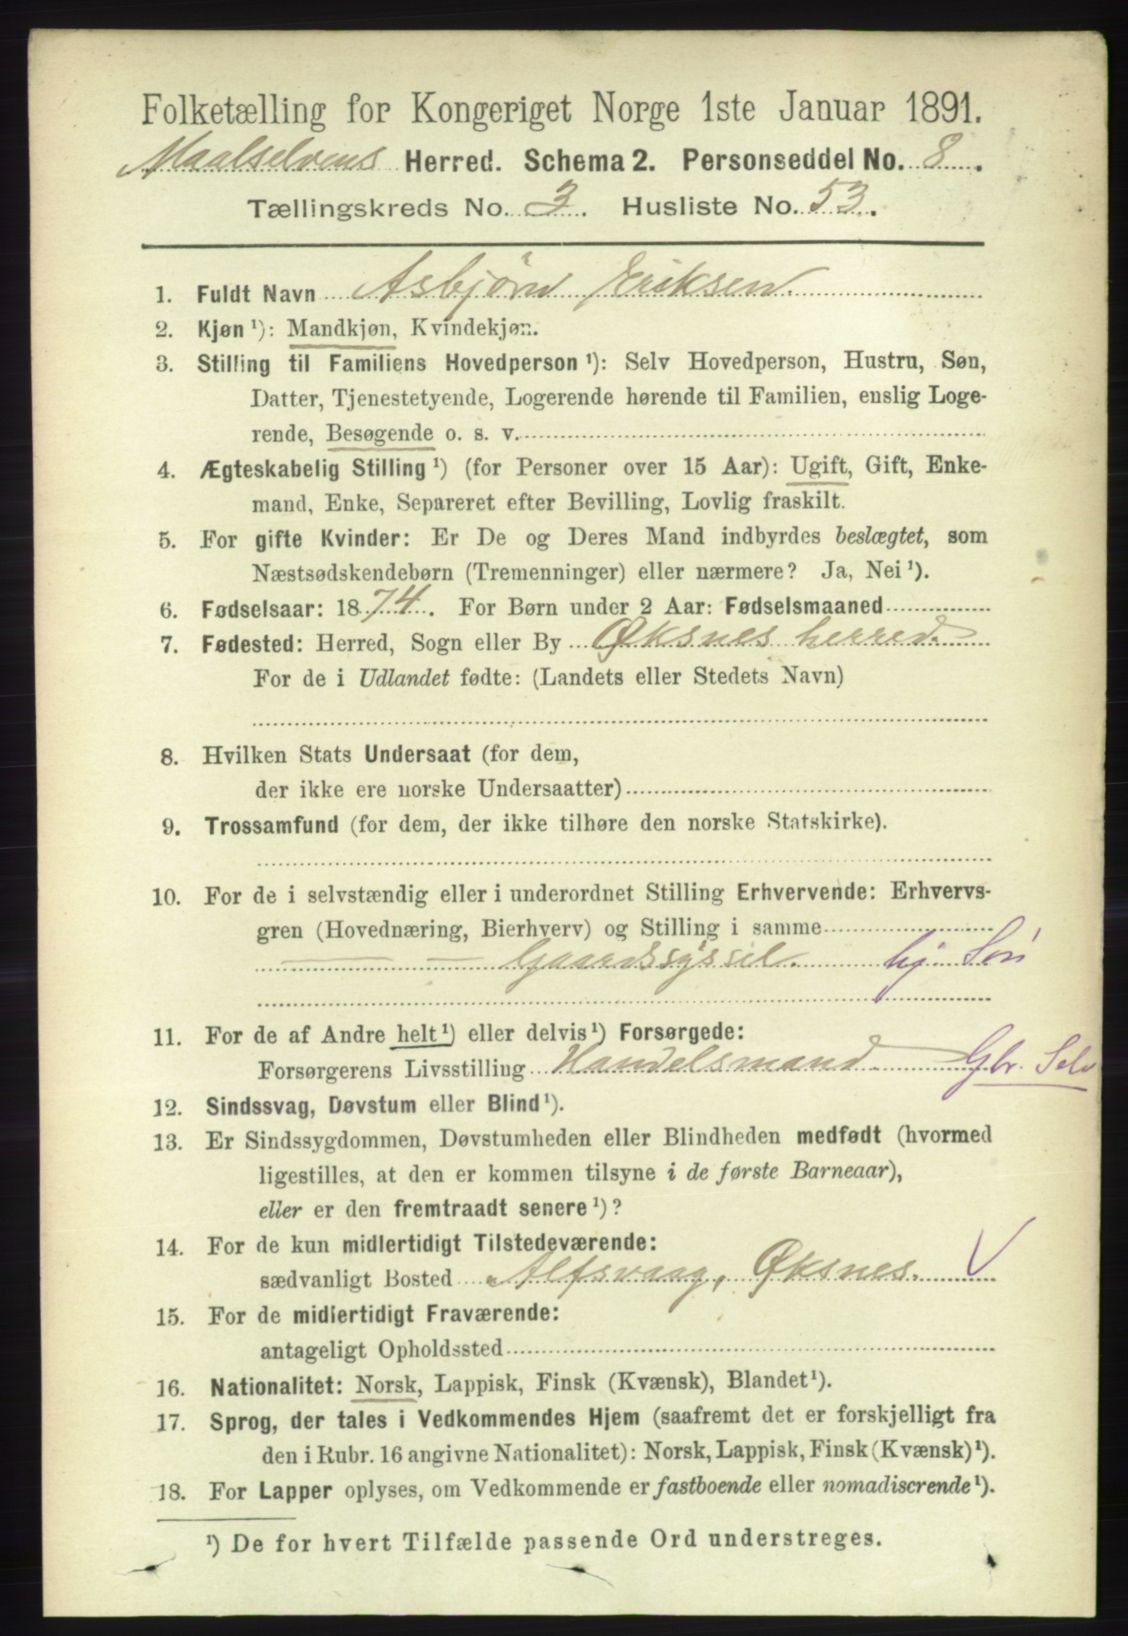 Folketælling for Kongeriget Norge 1ste Januar 1891.
Maalselvens Herred. Schema 2. Personseddel No. 8.
Tællingskreds No. 3. Husliste No. 53.
1. Fuldt Navn Asbjørn Eriksen.
2. Kjøn ¹): Mandkjøn, Kvindekjøn.
3. Stilling til Familiens Hovedperson ¹): Selv Hovedperson, Hustru, Søn,
Datter, Tjenestetyende, Logerende hørende til Familien, enslig Loge-
rende, Besøgende o. s. v.
4. Ægteskabelig Stilling ¹) (for Personer over 15 Aar): Ugift, Gift, Enke-
mand, Enke, Separeret efter Bevilling, Lovlig fraskilt.
5. For gifte Kvinder: Er De og Deres Mand indbyrdes beslægtet, som
Næstsødskendebørn (Tremenninger) eller nærmere? Ja, Nei ¹).
6. Fødselsaar: 1874. For Børn under 2 Aar: Fødselsmaaned
7. Fødested: Herred, Sogn eller By Øksnes herred.
For de i Udlandet fødte: (Landets eller Stedets Navn)
8. Hvilken Stats Undersaat (for dem,
der ikke ere norske Undersaatter)
9. Trossamfund (for dem, der ikke tilhøre den norske Statskirke).
10. For de i selvstændig eller i underordnet Stilling Erhvervende: Erhvervs-
gren (Hovednæring, Bierhverv) og Stilling i samme
— — — Gaardssyssel. hj. Søn
11. For de af Andre helt ¹) eller delvis ¹) Forsørgede:
Forsørgerens Livsstilling Handelsmand Gbr. Selv
12. Sindssvag, Døvstum eller Blind ¹).
13. Er Sindssygdommen, Døvstumheden eller Blindheden medfødt (hvormed
ligestilles, at den er kommen tilsyne i de første Barneaar),
eller er den fremtraadt senere ¹)?
14. For de kun midlertidigt Tilstedeværende:
sædvanligt Bosted Alfsvaag, Øksnes. V
15. For de midlertidigt Fraværende:
antageligt Opholdssted
16. Nationalitet: Norsk, Lappisk, Finsk (Kvænsk), Blandet ¹).
17. Sprog, der tales i Vedkommendes Hjem (saafremt det er forskjelligt fra
den i Rubr. 16 angivne Nationalitet): Norsk, Lappisk, Finsk (Kvænsk) ¹).
18. For Lapper oplyses, om Vedkommende er fastboende eller nomadiserende ¹).
¹) De for hvert Tilfælde passende Ord understreges.